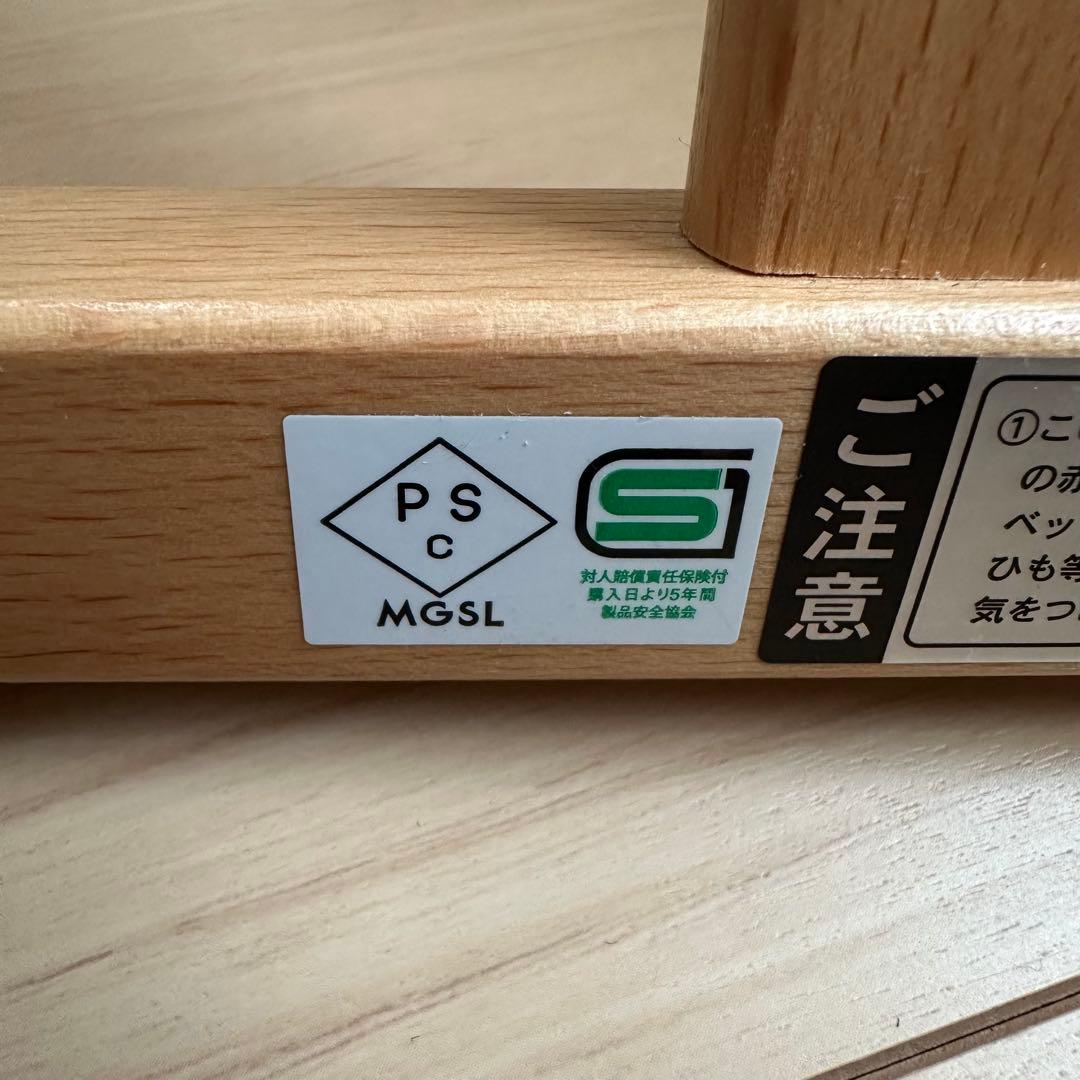 P S
C
MGSL
SG
対人賠償責任保険付
購入日より5年間
製品安全協会
ご注意
①こ
の赤
ベッ
ひも等
気をつ